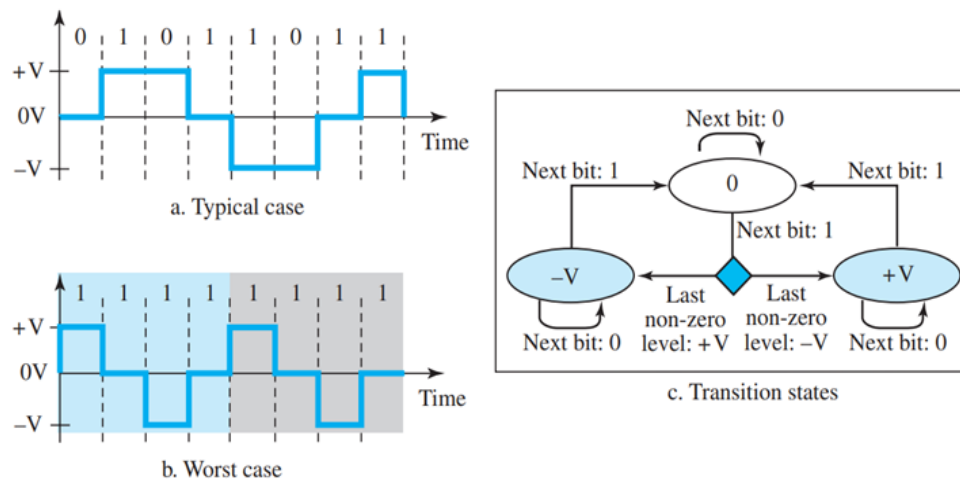 0 1 0 1 1 0 1 1
+V
0V
Time
–V
a. Typical case
1 1 1 1 1 1 1 1
+V
0V
Time
–V
b. Worst case
Next bit: 0
Next bit: 1
0
Next bit: 1
Next bit: 1
–V
+V
Last
non-zero
level: +V
Last
non-zero
level: –V
Next bit: 0
Next bit: 0
c. Transition states